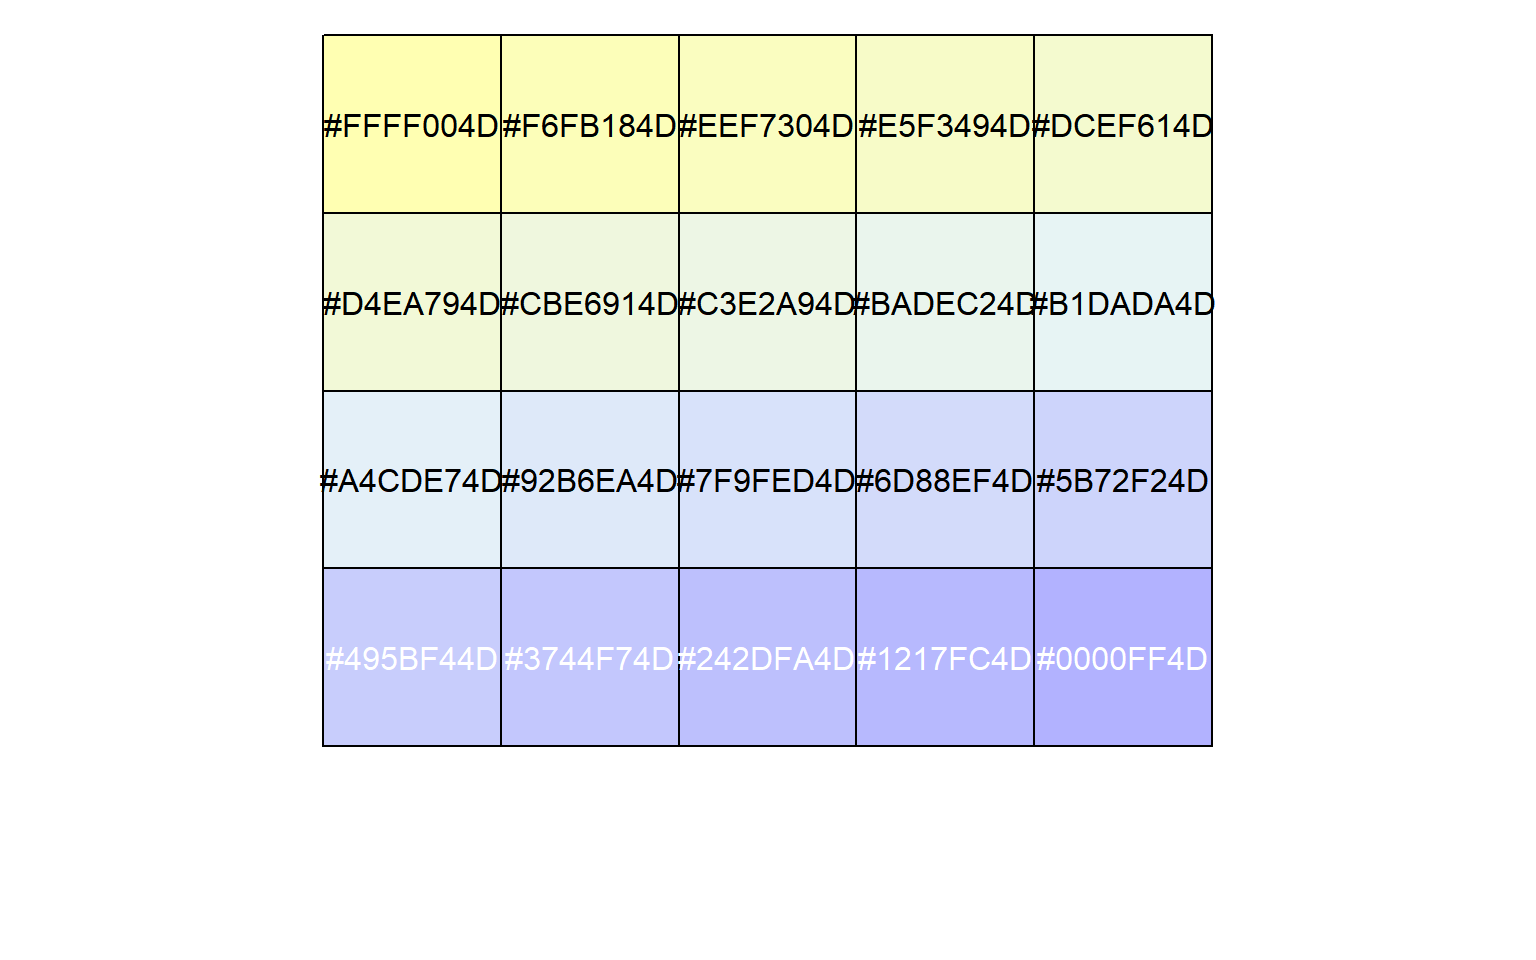 #FFFF004D #F6FB184D #EEF7304D #E5F3494D #DCEF614D
#D4EA794D #CBE6914D #C3E2A94D #BADEC24D #B1DADA4D
#A4CDE74D #92B6EA4D #7F9FED4D #6D88EF4D #5B72F24D
#495BF44D #3744F74D #242DFA4D #1217FC4D #0000FF4D